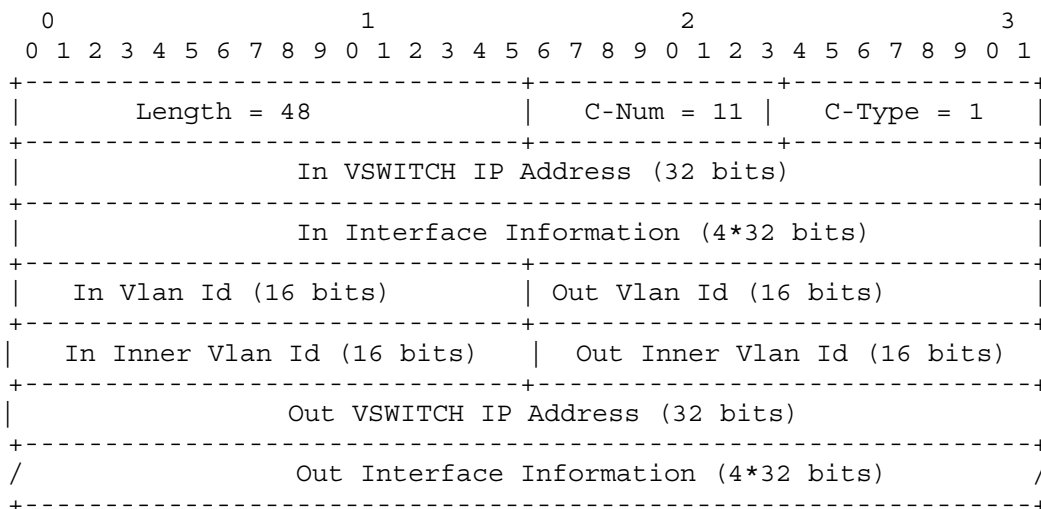 0                   1                   2                   3
0 1 2 3 4 5 6 7 8 9 0 1 2 3 4 5 6 7 8 9 0 1 2 3 4 5 6 7 8 9 0 1
+-------------------------------+---------------+---------------+
|       Length = 48             |   C-Num = 11 |   C-Type = 1   |
+-------------------------------+---------------+---------------+
|                 In VSWITCH IP Address (32 bits)               |
+---------------------------------------------------------------+
|                 In Interface Information (4*32 bits)          |
+-------------------------------+-------------------------------+
|   In Vlan Id (16 bits)        | Out Vlan Id (16 bits)         |
+-------------------------------+-------------------------------+
|   In Inner Vlan Id (16 bits)   |  Out Inner Vlan Id (16 bits)
+-------------------------------+-------------------------------+
|                 Out VSWITCH IP Address (32 bits)
+---------------------------------------------------------------+
/                 Out Interface Information (4*32 bits)         /
+---------------------------------------------------------------+